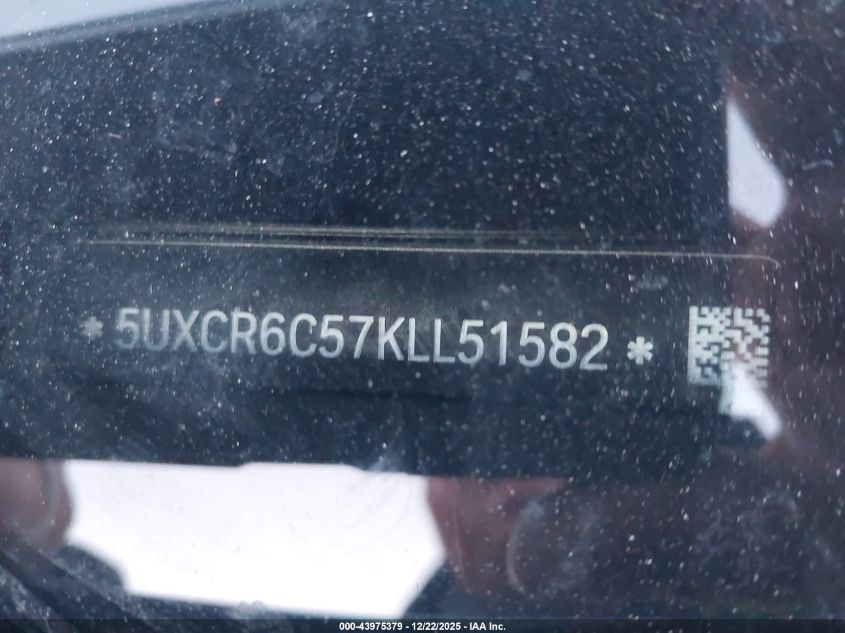 * 5UXCR6C57KLL51582 *
000-43975379 - 12/22/2025 - IAA Inc.